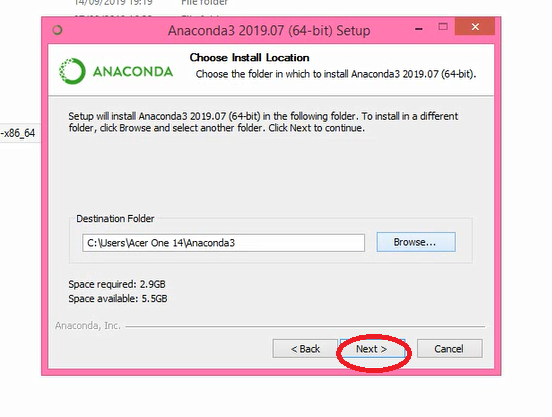 14/09/2019 19:19 File folder
Anaconda3 2019.07 (64-bit) Setup
ANACONDA
Choose Install Location
Choose the folder in which to install Anaconda3 2019.07 (64-bit).
-x86_64
Setup will install Anaconda3 2019.07 (64-bit) in the following folder. To install in a different
folder, click Browse and select another folder. Click Next to continue.
Destination Folder
C:\Users\Acer One 14\Anaconda3
Browse...
Space required: 2.9GB
Space available: 5.5GB
Anaconda, Inc.
< Back Next > Cancel